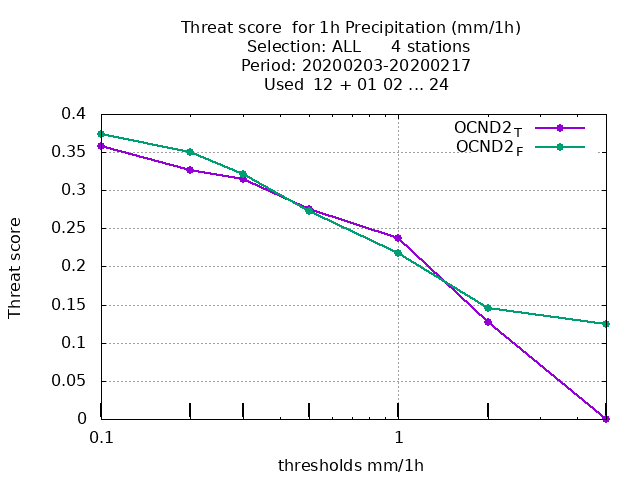 Threat score  for 1h Precipitation (mm/1h)
Selection: ALL      4 stations
Period: 20200203-20200217
Used  12 + 01 02 ... 24
OCND2_T
OCND2_F
0.4
0.35
0.3
0.25
0.2
0.15
0.1
0.05
0
Threat score
0.1
1
thresholds mm/1h